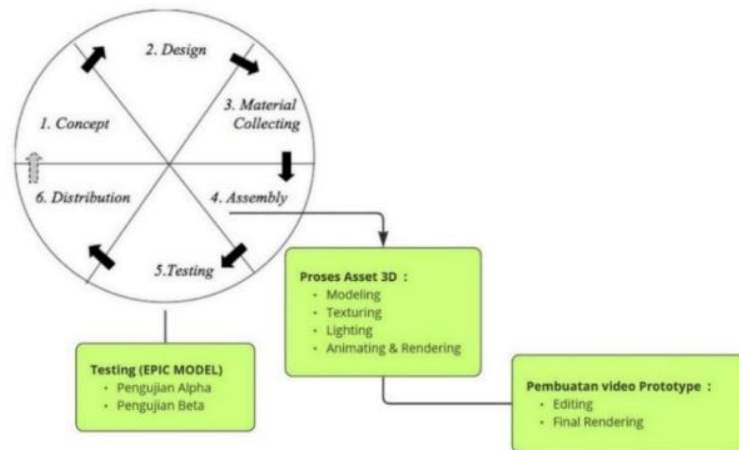 2. Design
3. Material
Collecting
1. Concept
6. Distribution
4. Assembly
5.Testing
Proses Asset 3D :
• Modeling
• Texturing
• Lighting
• Animating & Rendering
Testing (EPIC MODEL)
• Pengujian Alpha
• Pengujian Beta
Pembuatan video Prototype :
• Editing
• Final Rendering